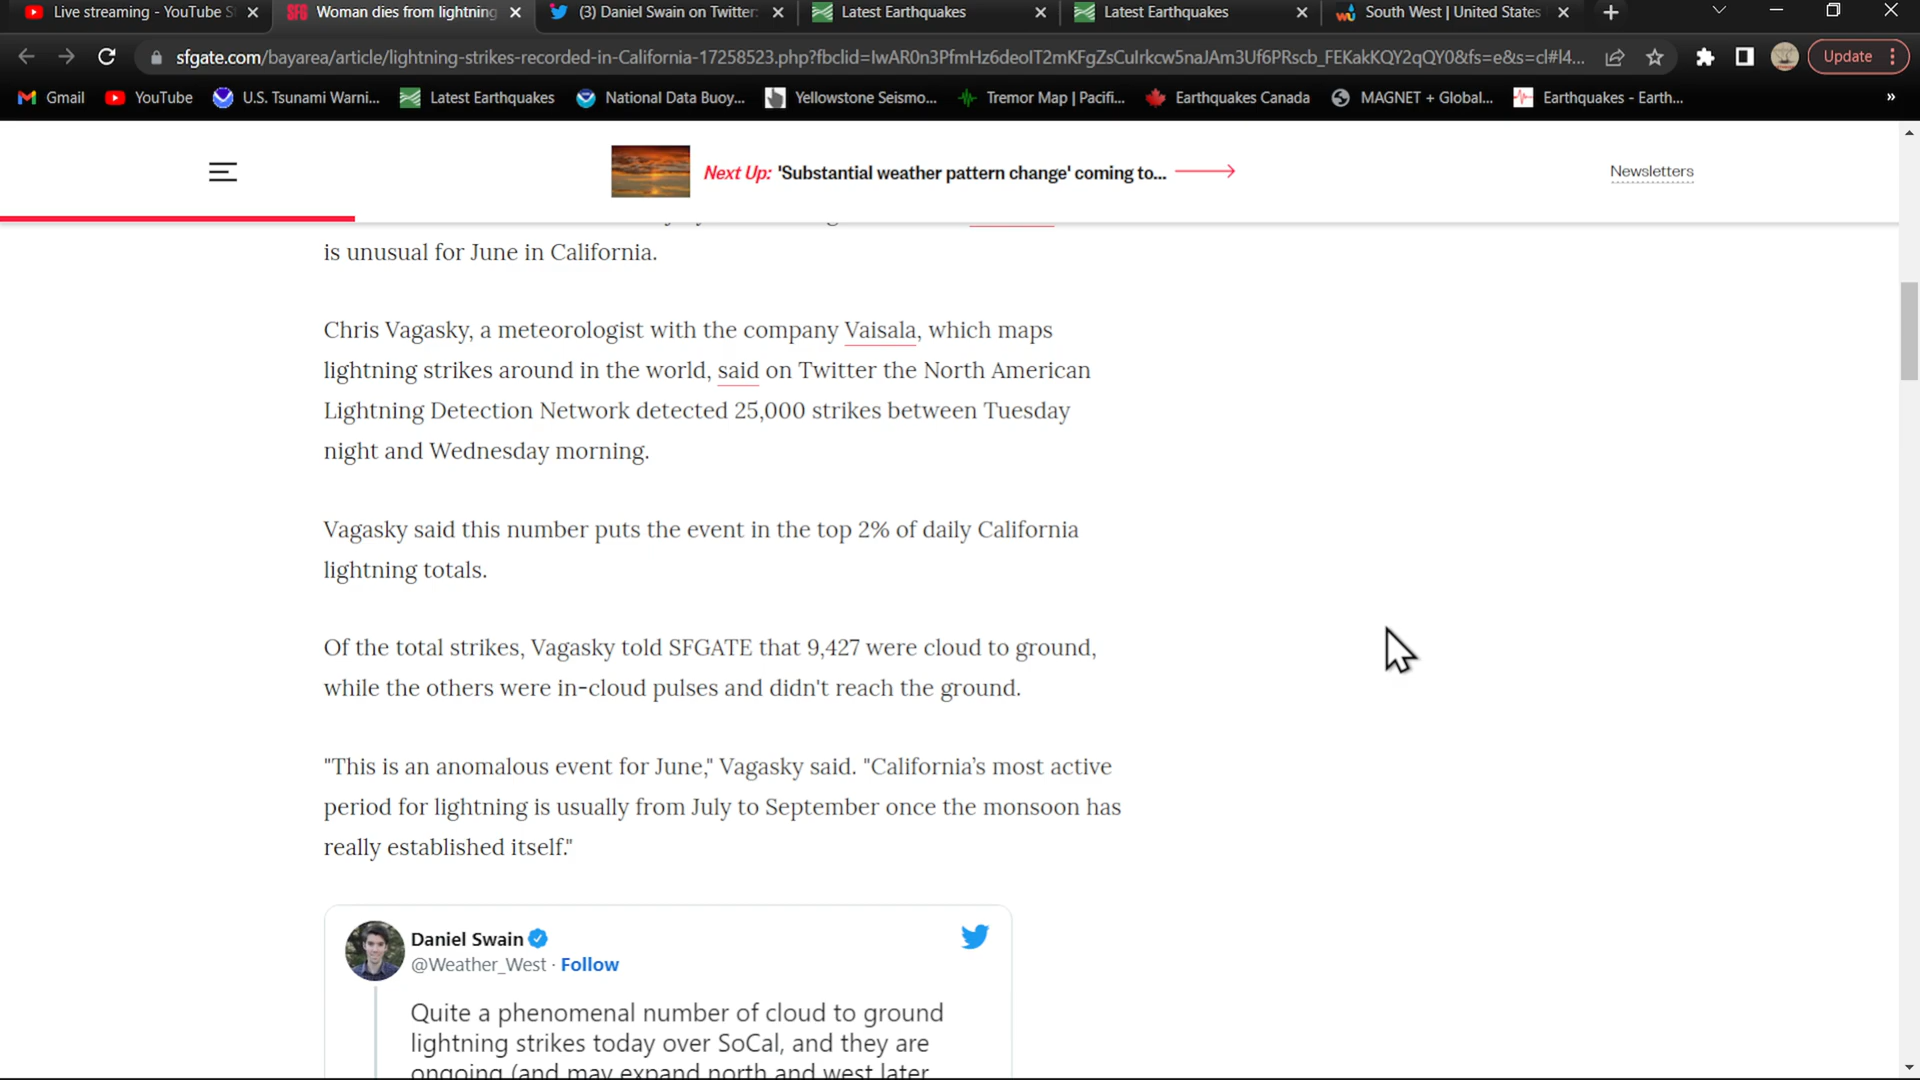 Live streaming - YouTube S
Woman dies from lightning
(3) Daniel Swain on Twitter:
Latest Earthquakes
Latest Earthquakes
South West | United States
sfgate.com/bayarea/article/lightning-strikes-recorded-in-California-17258523.php?fbclid=IwAR0n3PfmHz6deoIT2mKFgZsCuIrkcw5naJAm3Uf6PRscb_FEKakKQY2qQY0&fs=e&s=cl#l4...
Update
Gmail
YouTube
U.S. Tsunami Warni...
Latest Earthquakes
National Data Buoy...
Yellowstone Seismo...
Tremor Map | Pacifi...
Earthquakes Canada
MAGNET + Global...
Earthquakes - Earth...
»
Next Up: 'Substantial weather pattern change' coming to...
Newsletters
is unusual for June in California.
Chris Vagasky, a meteorologist with the company Vaisala, which maps
lightning strikes around in the world, said on Twitter the North American
Lightning Detection Network detected 25,000 strikes between Tuesday
night and Wednesday morning.
Vagasky said this number puts the event in the top 2% of daily California
lightning totals.
Of the total strikes, Vagasky told SFGATE that 9,427 were cloud to ground,
while the others were in-cloud pulses and didn't reach the ground.
"This is an anomalous event for June," Vagasky said. "California’s most active
period for lightning is usually from July to September once the monsoon has
really established itself."
Daniel Swain
@Weather_West · Follow
Quite a phenomenal number of cloud to ground
lightning strikes today over SoCal, and they are
ongoing (and may expand north and west later